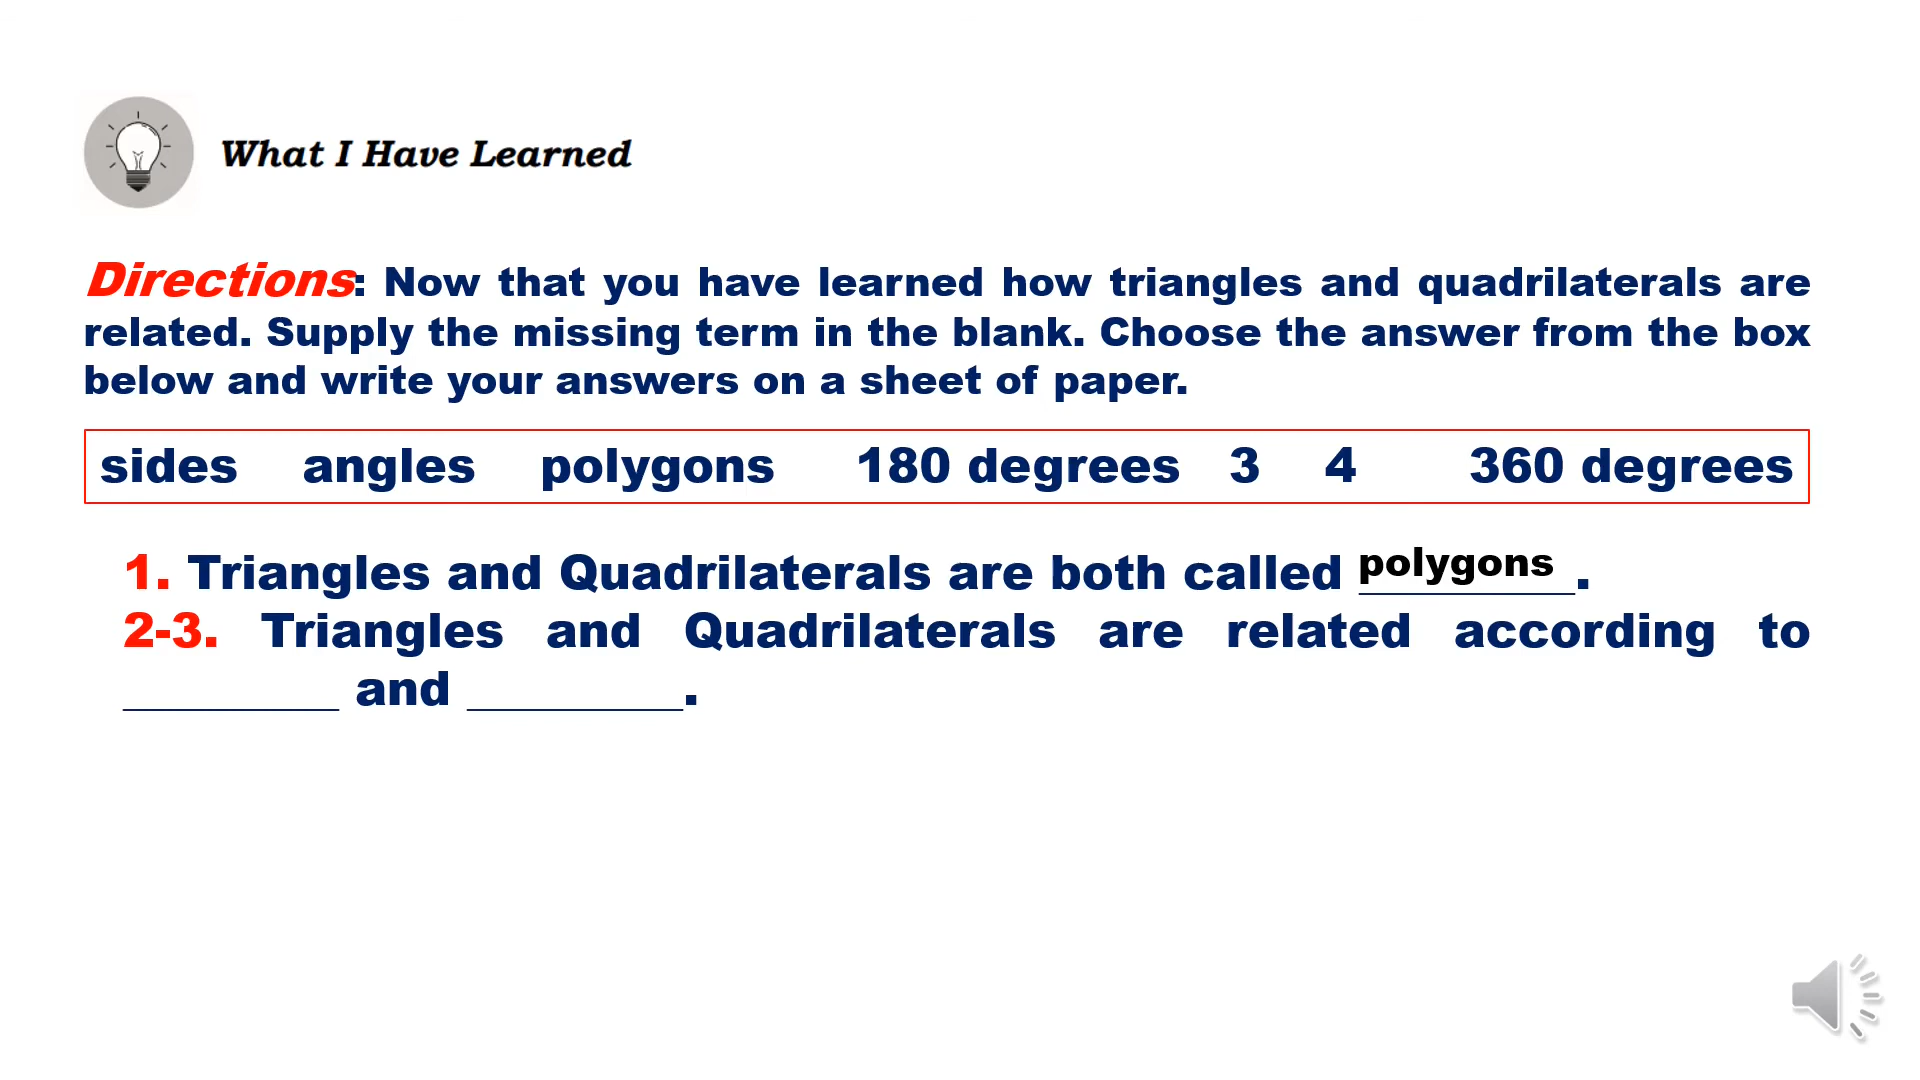 What I Have Learned
Directions: Now that you have learned how triangles and quadrilaterals are
related. Supply the missing term in the blank. Choose the answer from the box
below and write your answers on a sheet of paper.
sides angles polygons 180 degrees 3 4 360 degrees
1. Triangles and Quadrilaterals are both called polygons.
2-3. Triangles and Quadrilaterals are related according to
_________ and _________.